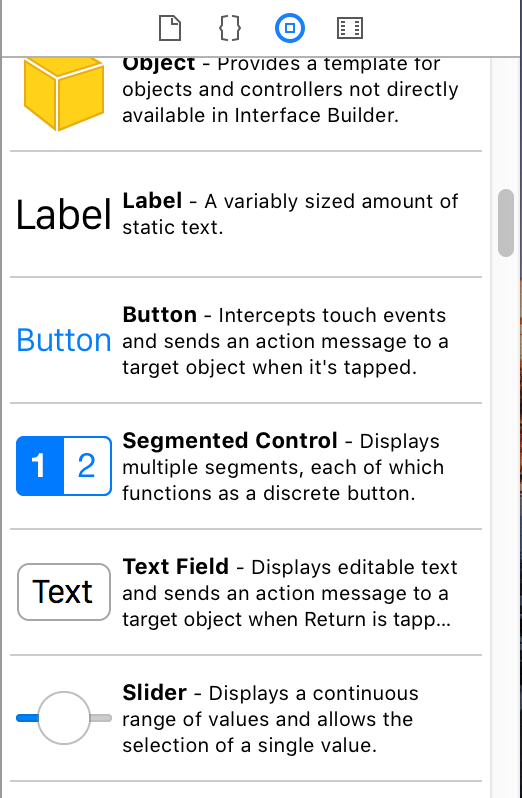 Object - Provides a template for
objects and controllers not directly
available in Interface Builder.
Label
Label - A variably sized amount of
static text.
Button
Button - Intercepts touch events
and sends an action message to a
target object when it's tapped.
1 2
Segmented Control - Displays
multiple segments, each of which
functions as a discrete button.
Text
Text Field - Displays editable text
and sends an action message to a
target object when Return is tapp...
Slider - Displays a continuous
range of values and allows the
selection of a single value.